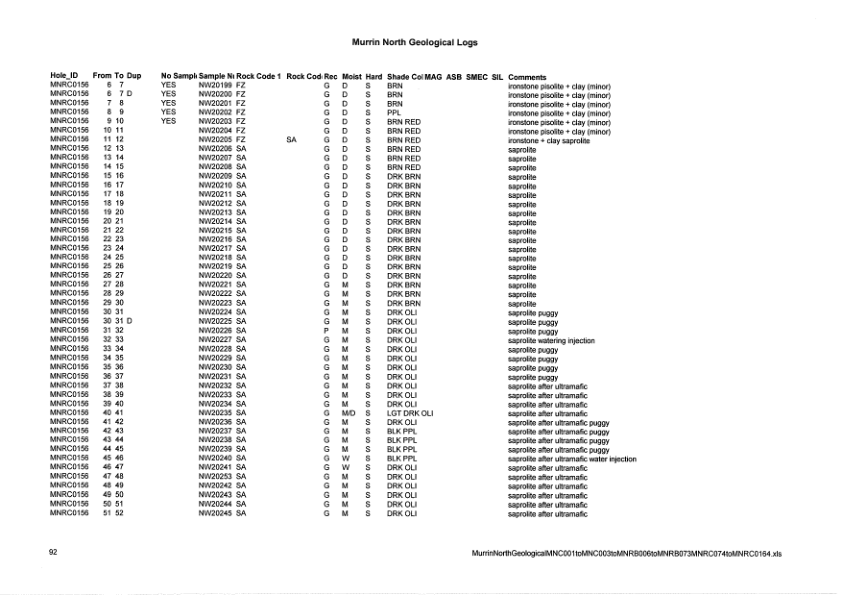 Murrin North Geological Logs
Hole_ID From To Dup No Sampl Sample N Rock Code 1 Rock Cod Rec Moist Hard Shade Col MAG ASB SMEC SIL Comments
MNRC0156 6 7 YES NW20199 FZ G D S BRN ironstone pisolite + clay (minor)
MNRC0156 6 7 D YES NW20200 FZ G D S BRN ironstone pisolite + clay (minor)
MNRC0156 7 8 YES NW20201 FZ G D S BRN ironstone pisolite + clay (minor)
MNRC0156 8 9 YES NW20202 FZ G D S PPL ironstone pisolite + clay (minor)
MNRC0156 9 10 YES NW20203 FZ G D S BRN RED ironstone pisolite + clay (minor)
MNRC0156 10 11 NW20204 FZ G D S BRN RED ironstone pisolite + clay (minor)
MNRC0156 11 12 NW20205 FZ SA G D S BRN RED ironstone + clay saprolite
MNRC0156 12 13 NW20206 SA G D S BRN RED saprolite
MNRC0156 13 14 NW20207 SA G D S BRN RED saprolite
MNRC0156 14 15 NW20208 SA G D S BRN RED saprolite
MNRC0156 15 16 NW20209 SA G D S DRK BRN saprolite
MNRC0156 16 17 NW20210 SA G D S DRK BRN saprolite
MNRC0156 17 18 NW20211 SA G D S DRK BRN saprolite
MNRC0156 18 19 NW20212 SA G D S DRK BRN saprolite
MNRC0156 19 20 NW20213 SA G D S DRK BRN saprolite
MNRC0156 20 21 NW20214 SA G D S DRK BRN saprolite
MNRC0156 21 22 NW20215 SA G D S DRK BRN saprolite
MNRC0156 22 23 NW20216 SA G D S DRK BRN saprolite
MNRC0156 23 24 NW20217 SA G D S DRK BRN saprolite
MNRC0156 24 25 NW20218 SA G D S DRK BRN saprolite
MNRC0156 25 26 NW20219 SA G D S DRK BRN saprolite
MNRC0156 26 27 NW20220 SA G D S DRK BRN saprolite
MNRC0156 27 28 NW20221 SA G M S DRK BRN saprolite
MNRC0156 28 29 NW20222 SA G M S DRK BRN saprolite
MNRC0156 29 30 NW20223 SA G M S DRK BRN saprolite
MNRC0156 30 31 NW20224 SA G M S DRK OLI saprolite puggy
MNRC0156 30 31 D NW20225 SA G M S DRK OLI saprolite puggy
MNRC0156 31 32 NW20226 SA P M S DRK OLI saprolite puggy
MNRC0156 32 33 NW20227 SA G M S DRK OLI saprolite watering injection
MNRC0156 33 34 NW20228 SA G M S DRK OLI saprolite puggy
MNRC0156 34 35 NW20229 SA G M S DRK OLI saprolite puggy
MNRC0156 35 36 NW20230 SA G M S DRK OLI saprolite puggy
MNRC0156 36 37 NW20231 SA G M S DRK OLI saprolite puggy
MNRC0156 37 38 NW20232 SA G M S DRK OLI saprolite after ultramafic
MNRC0156 38 39 NW20233 SA G M S DRK OLI saprolite after ultramafic
MNRC0156 39 40 NW20234 SA G M S DRK OLI saprolite after ultramafic
MNRC0156 40 41 NW20235 SA G M/D S LGT DRK OLI saprolite after ultramafic
MNRC0156 41 42 NW20236 SA G M S DRK OLI saprolite after ultramafic puggy
MNRC0156 42 43 NW20237 SA G M S BLK PPL saprolite after ultramafic puggy
MNRC0156 43 44 NW20238 SA G M S BLK PPL saprolite after ultramafic puggy
MNRC0156 44 45 NW20239 SA G M S BLK PPL saprolite after ultramafic puggy
MNRC0156 45 46 NW20240 SA G W S BLK PPL saprolite after ultramafic water injection
MNRC0156 46 47 NW20241 SA G W S DRK OLI saprolite after ultramafic
MNRC0156 47 48 NW20253 SA G M S DRK OLI saprolite after ultramafic
MNRC0156 48 49 NW20242 SA G M S DRK OLI saprolite after ultramafic
MNRC0156 49 50 NW20243 SA G M S DRK OLI saprolite after ultramafic
MNRC0156 50 51 NW20244 SA G M S DRK OLI saprolite after ultramafic
MNRC0156 51 52 NW20245 SA G M S DRK OLI saprolite after ultramafic
92 MurrinNorthGeologicalMNC001toMNC003toMNRB006toMNRB073MNRC074toMNRC0164.xls